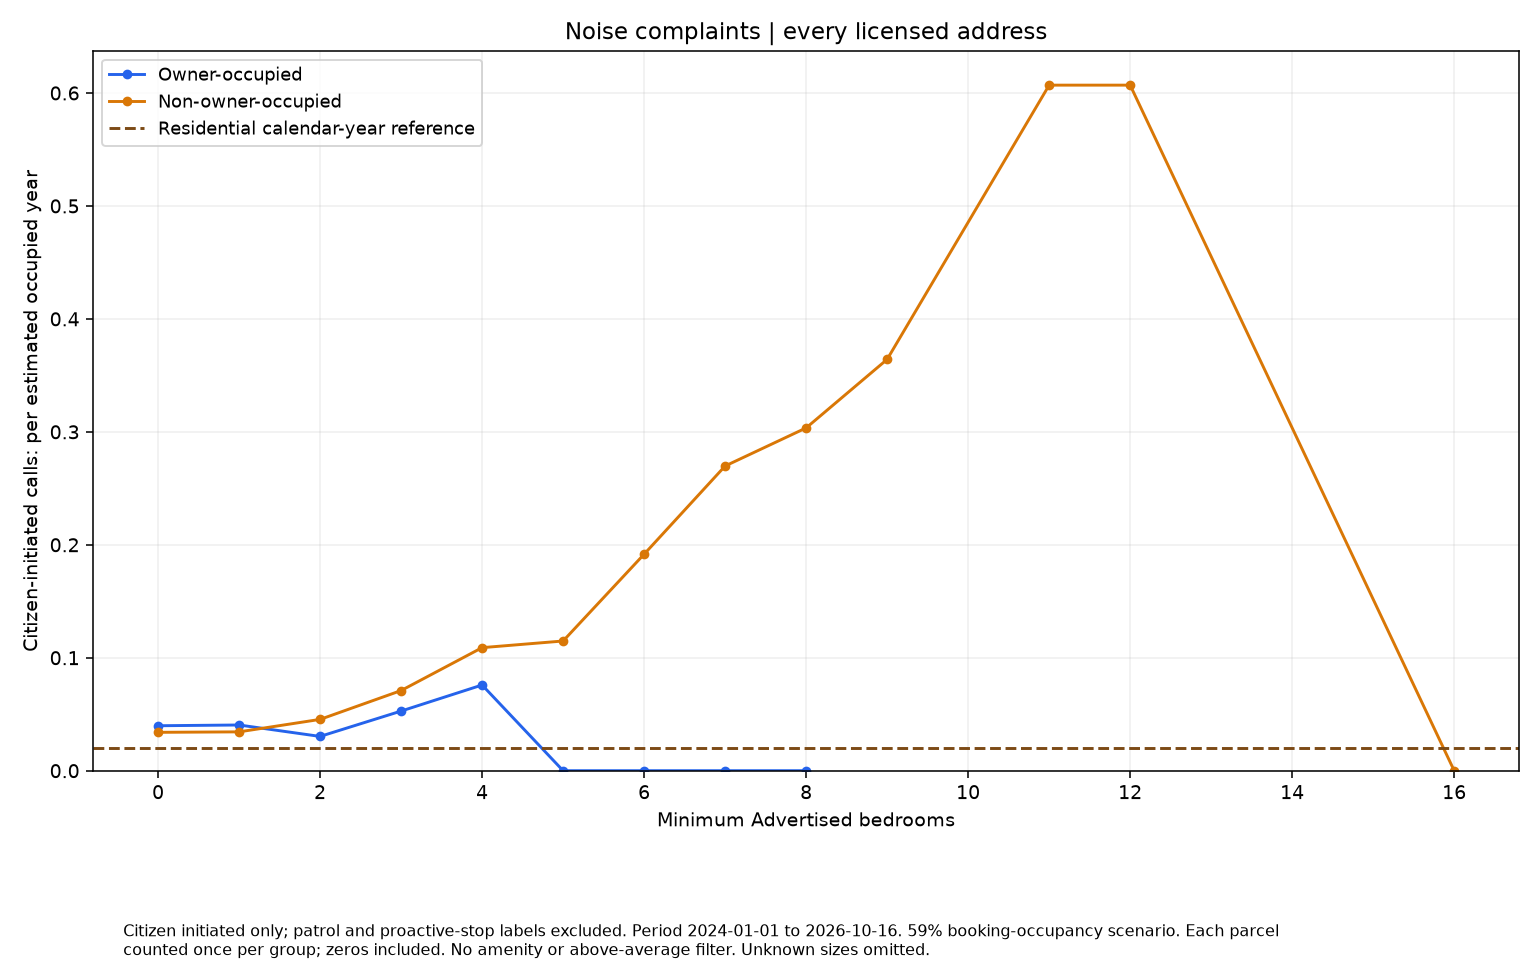 Noise complaints | every licensed address
Owner-occupied
Non-owner-occupied
Residential calendar-year reference
Citizen-initiated calls: per estimated occupied year
0.6
0.5
0.4
0.3
0.2
0.1
0.0
0 2 4 6 8 10 12 14 16
Minimum Advertised bedrooms
Citizen initiated only; patrol and proactive-stop labels excluded. Period 2024-01-01 to 2026-10-16. 59% booking-occupancy scenario. Each parcel
counted once per group; zeros included. No amenity or above-average filter. Unknown sizes omitted.